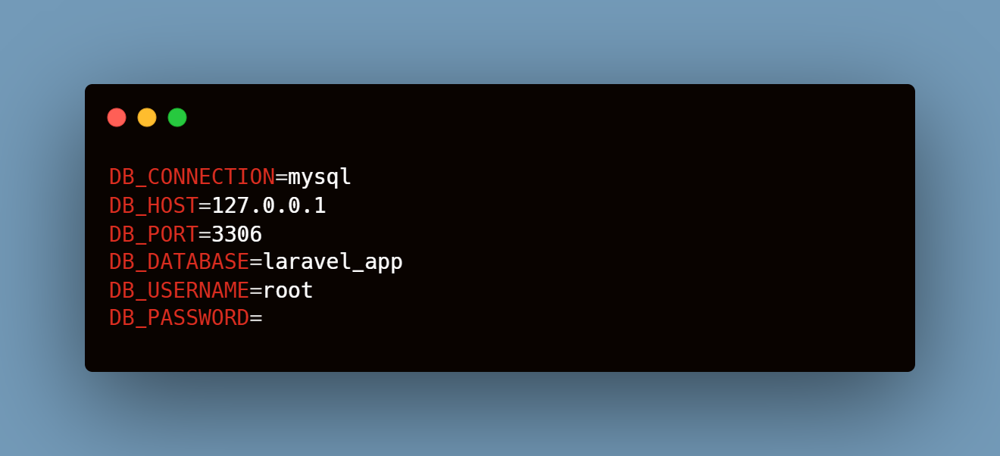 DB_CONNECTION=mysql
DB_HOST=127.0.0.1
DB_PORT=3306
DB_DATABASE=laravel_app
DB_USERNAME=root
DB_PASSWORD=